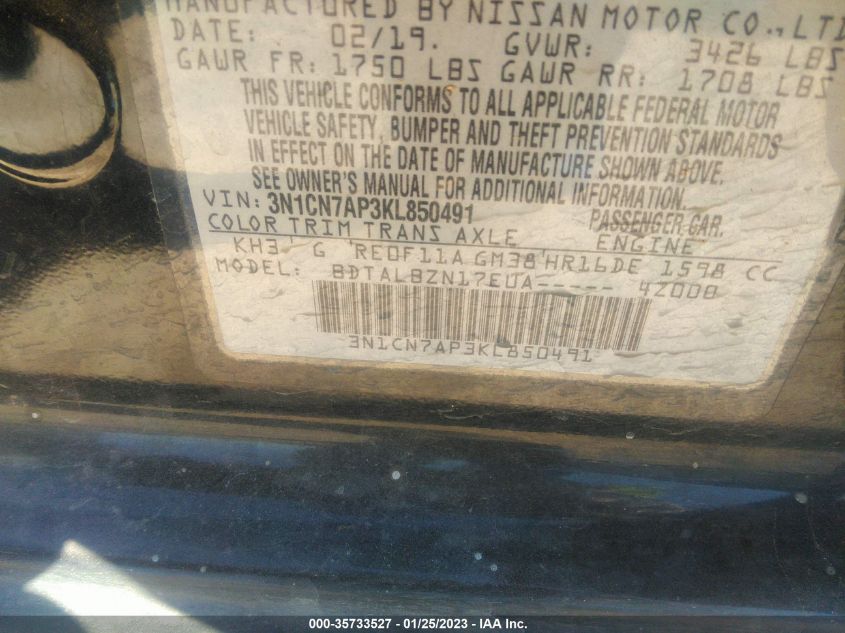 MANUFACTURED BY NISSAN MOTOR CO., LTD
DATE: 02/19. GVWR: 3426 LBS
GAWR FR: 1750 LBS GAWR RR: 1708 LBS
THIS VEHICLE CONFORMS TO ALL APPLICABLE FEDERAL MOTOR
VEHICLE SAFETY, BUMPER AND THEFT PREVENTION STANDARDS
IN EFFECT ON THE DATE OF MANUFACTURE SHOWN ABOVE.
SEE OWNER'S MANUAL FOR ADDITIONAL INFORMATION.
VIN: 3N1CN7AP3KL850491 PASSENGER CAR.
COLOR TRIM TRANS AXLE ENGINE
KH3 G RE0F11A GM38 HR16DE 1598 CC
MODEL: BDTALBZN17EUA----- 4Z000
3N1CN7AP3KL850491
000-35733527 - 01/25/2023 - IAA Inc.